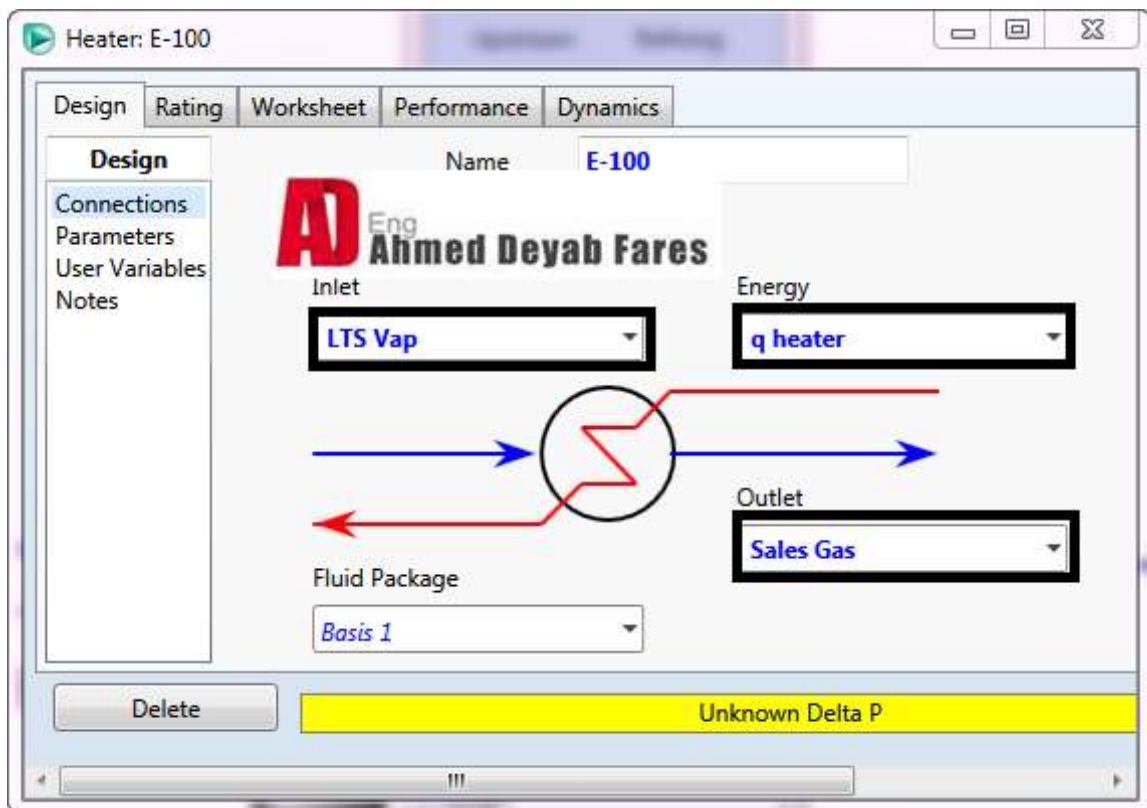 Heater: E-100
Design Rating Worksheet Performance Dynamics
Design
Connections
Parameters
User Variables
Notes
Name E-100
AD Eng
Ahmed Deyab Fares
Inlet Energy
LTS Vap q heater
Outlet
Sales Gas
Fluid Package
Basis 1
Delete Unknown Delta P